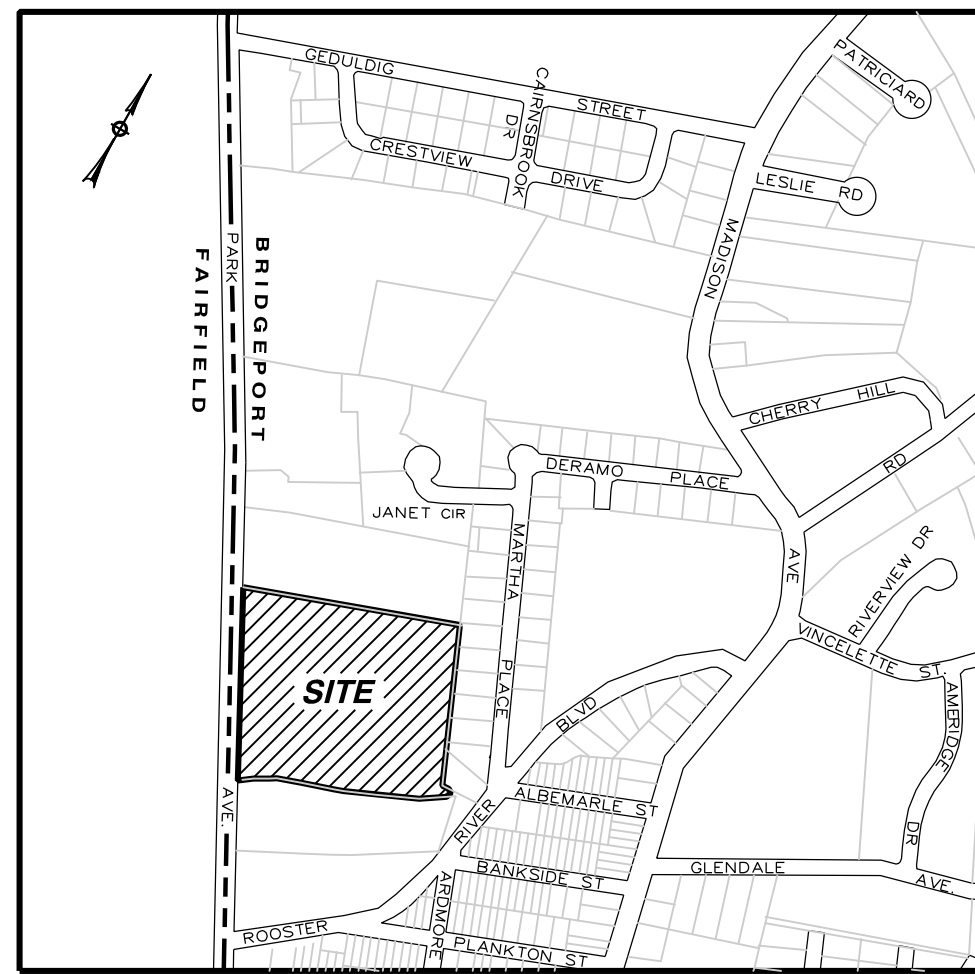 PATRICIA RD
GEDULDIG
STREET
CAIRNSBROOK
DR
CRESTVIEW
DRIVE
LESLIE RD
MADISON
PARK
BRIDGEPORT
FAIRFIELD
CHERRY HILL
RD
DERAMO PLACE
JANET CIR
MARTHA
PLACE
AVE
RIVERVIEW DR
VINCELETTE ST.
AMERIDGE
DR
SITE
BLVD
RIVER
AVE.
ALBEMARLE ST
BANKSIDE ST
GLENDALE
AVE.
ARDMORE
ROOSTER
PLANKTON ST